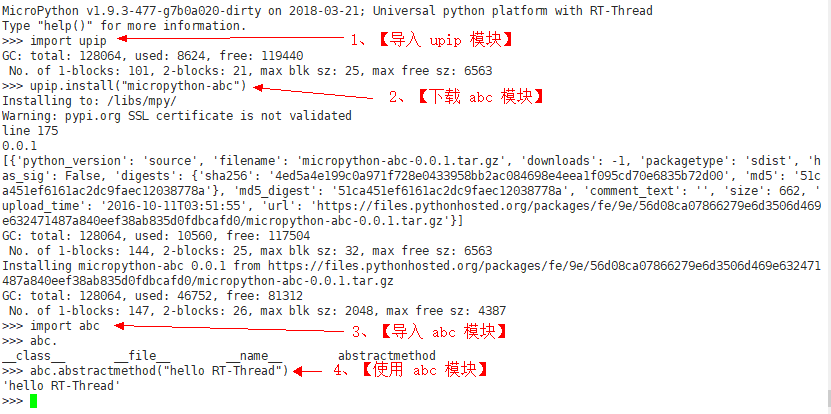 MicroPython v1.9.3-477-g7b0a020-dirty on 2018-03-21; Universal python platform with RT-Thread
Type "help()" for more information.
>>> import upip
1、【导入 upip 模块】
GC: total: 128064, used: 8624, free: 119440
 No. of 1-blocks: 101, 2-blocks: 21, max blk sz: 25, max free sz: 6563
>>> upip.install("micropython-abc")
2、【下载 abc 模块】
Installing to: /libs/mpy/
Warning: pypi.org SSL certificate is not validated
line 175
0.0.1
[{'python_version': 'source', 'filename': 'micropython-abc-0.0.1.tar.gz', 'downloads': -1, 'packagetype': 'sdist', 'h
as_sig': False, 'digests': {'sha256': '4ed5a4e199c0a971f728e0433958bb2ac084698e4eea1f095cd70e6835b72d00', 'md5': '51c
a451ef6161ac2dc9faec12038778a'}, 'md5_digest': '51ca451ef6161ac2dc9faec12038778a', 'comment_text': '', 'size': 662, '
upload_time': '2016-10-11T03:51:55', 'url': 'https://files.pythonhosted.org/packages/fe/9e/56d08ca07866279e6d3506d469
e632471487a840eef38ab835d0fdbcafd0/micropython-abc-0.0.1.tar.gz'}]
GC: total: 128064, used: 10560, free: 117504
 No. of 1-blocks: 144, 2-blocks: 25, max blk sz: 32, max free sz: 6563
Installing micropython-abc 0.0.1 from https://files.pythonhosted.org/packages/fe/9e/56d08ca07866279e6d3506d469e632471
487a840eef38ab835d0fdbcafd0/micropython-abc-0.0.1.tar.gz
GC: total: 128064, used: 46752, free: 81312
 No. of 1-blocks: 147, 2-blocks: 26, max blk sz: 2048, max free sz: 4387
>>> import abc
3、【导入 abc 模块】
>>> abc.
__class__       __file__        __name__        abstractmethod
>>> abc.abstractmethod("hello RT-Thread")
4、【使用 abc 模块】
'hello RT-Thread'
>>>